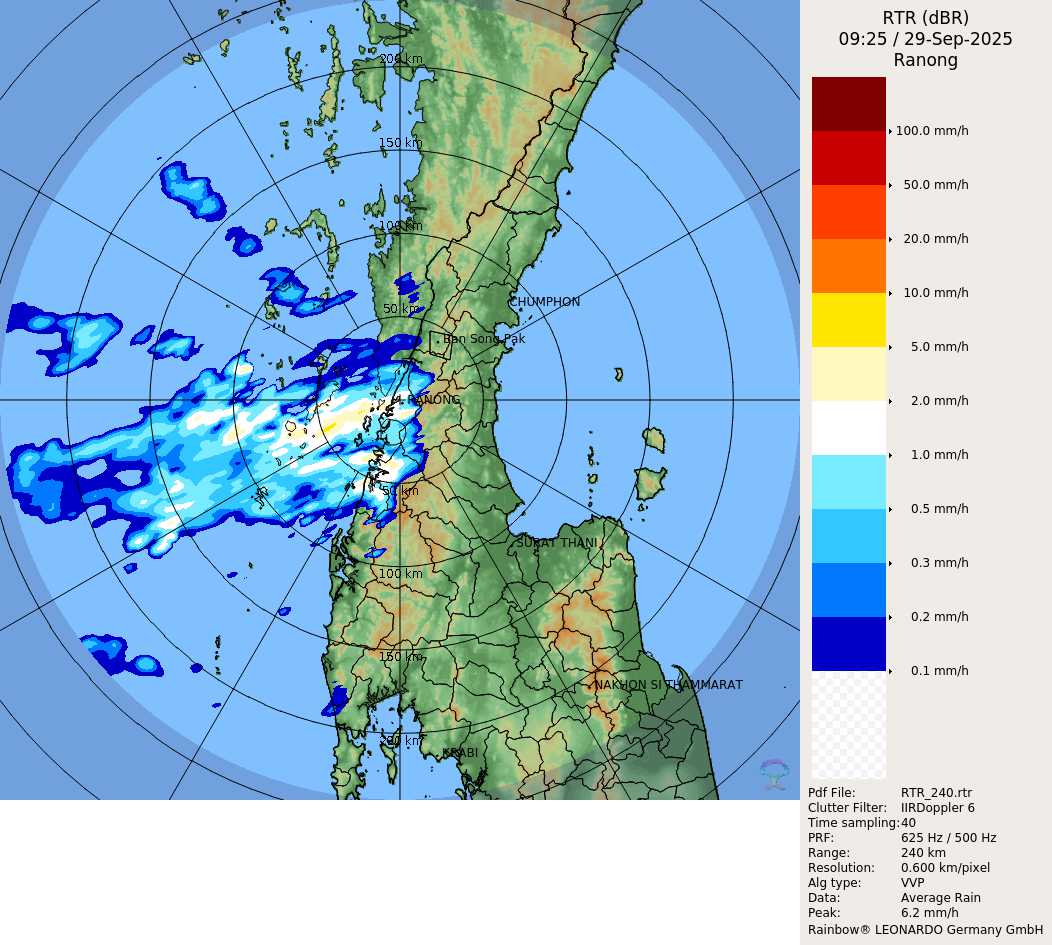 RTR (dBR)
09:25 / 29-Sep-2025
Ranong
100.0 mm/h
50.0 mm/h
20.0 mm/h
10.0 mm/h
5.0 mm/h
2.0 mm/h
1.0 mm/h
0.5 mm/h
0.3 mm/h
0.2 mm/h
0.1 mm/h
200 km
150 km
100 km
CHUMPHON
50 km
Ban Song Pak
RANONG
50 km
SURAT THANI
100 km
150 km
NAKHON SI THAMMARAT
200 km
KRABI
Pdf File: RTR_240.rtr
Clutter Filter: IIRDoppler 6
Time sampling: 40
PRF: 625 Hz / 500 Hz
Range: 240 km
Resolution: 0.600 km/pixel
Alg type: VVP
Data: Average Rain
Peak: 6.2 mm/h
Rainbow® LEONARDO Germany GmbH